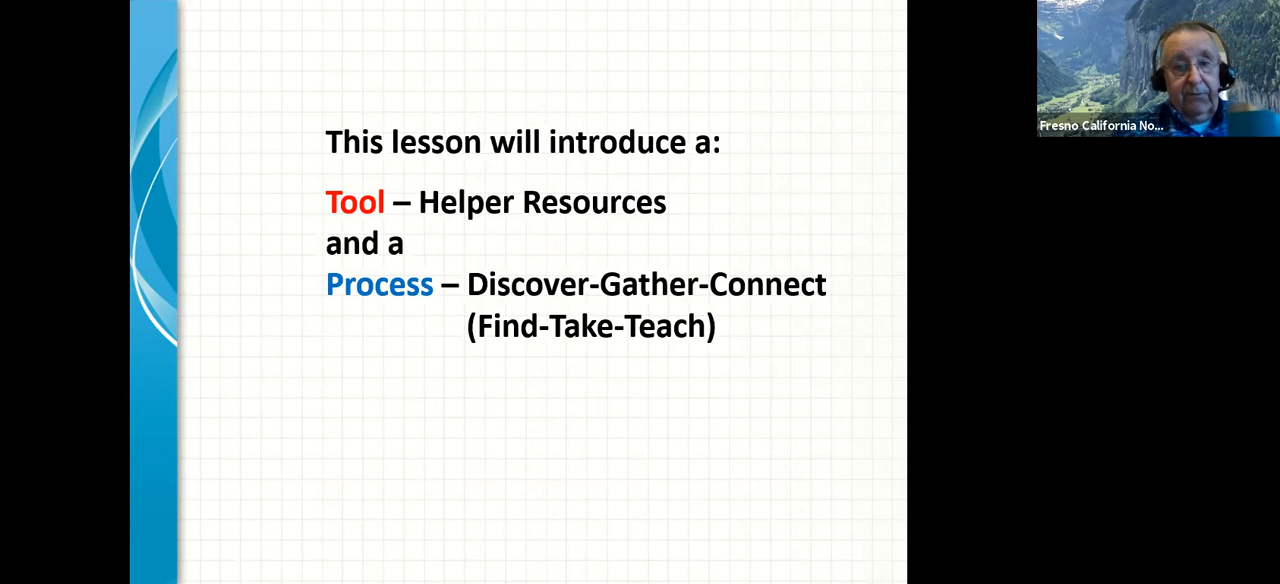 This lesson will introduce a:
Tool – Helper Resources
and a
Process – Discover-Gather-Connect
(Find-Take-Teach)
Fresno California No...